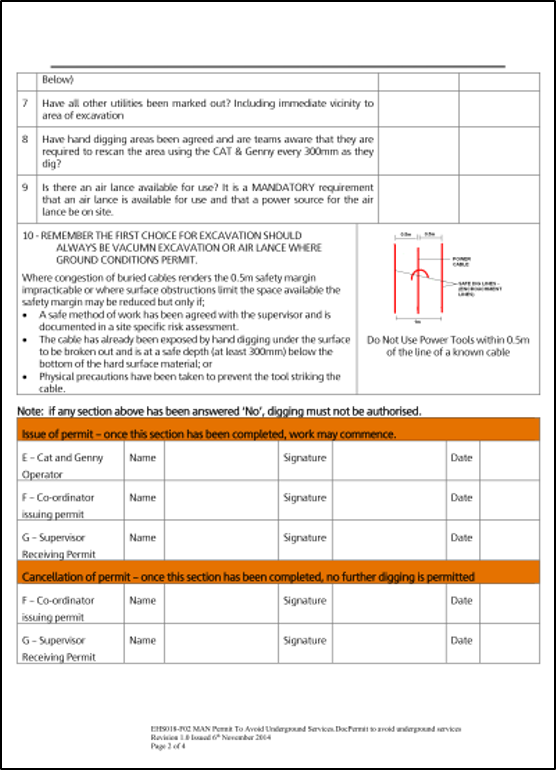 Below)
7 Have all other utilities been marked out? Including immediate vicinity to
area of excavation
8 Have hand digging areas been agreed and are teams aware that they are
required to rescan the area using the CAT & Genny every 300mm as they
dig?
9 Is there an air lance available for use? It is a MANDATORY requirement
that an air lance is available for use and that a power source for the air
lance be on site.
10 - REMEMBER THE FIRST CHOICE FOR EXCAVATION SHOULD
ALWAYS BE VACUMN EXCAVATION OR AIR LANCE WHERE
GROUND CONDITIONS PERMIT.
Where congestion of buried cables renders the 0.5m safety margin
impracticable or where surface obstructions limit the space available the
safety margin may be reduced but only if;
• A safe method of work has been agreed with the supervisor and is
documented in a site specific risk assessment.
• The cable has already been exposed by hand digging under the surface
to be broken out and is at a safe depth (at least 300mm) below the
bottom of the hard surface material; or
• Physical precautions have been taken to prevent the tool striking the
cable.
0.5m 0.5m
POWER
CABLE
SAFE DIG LINES -
(ENCROACHMENT
LINES)
1m
Do Not Use Power Tools within 0.5m
of the line of a known cable
Note: if any section above has been answered ‘No’, digging must not be authorised.
Issue of permit – once this section has been completed, work may commence.
E – Cat and Genny Name Signature Date
Operator
F – Co-ordinator Name Signature Date
issuing permit
G – Supervisor Name Signature Date
Receiving Permit
Cancellation of permit – once this section has been completed, no further digging is permitted
F – Co-ordinator Name Signature Date
issuing permit
G – Supervisor Name Signature Date
Receiving Permit
EHS018-F02 MAN Permit To Avoid Underground Services.DocPermit to avoid underground services
Revision 1.0 Issued 6th November 2014
Page 2 of 4